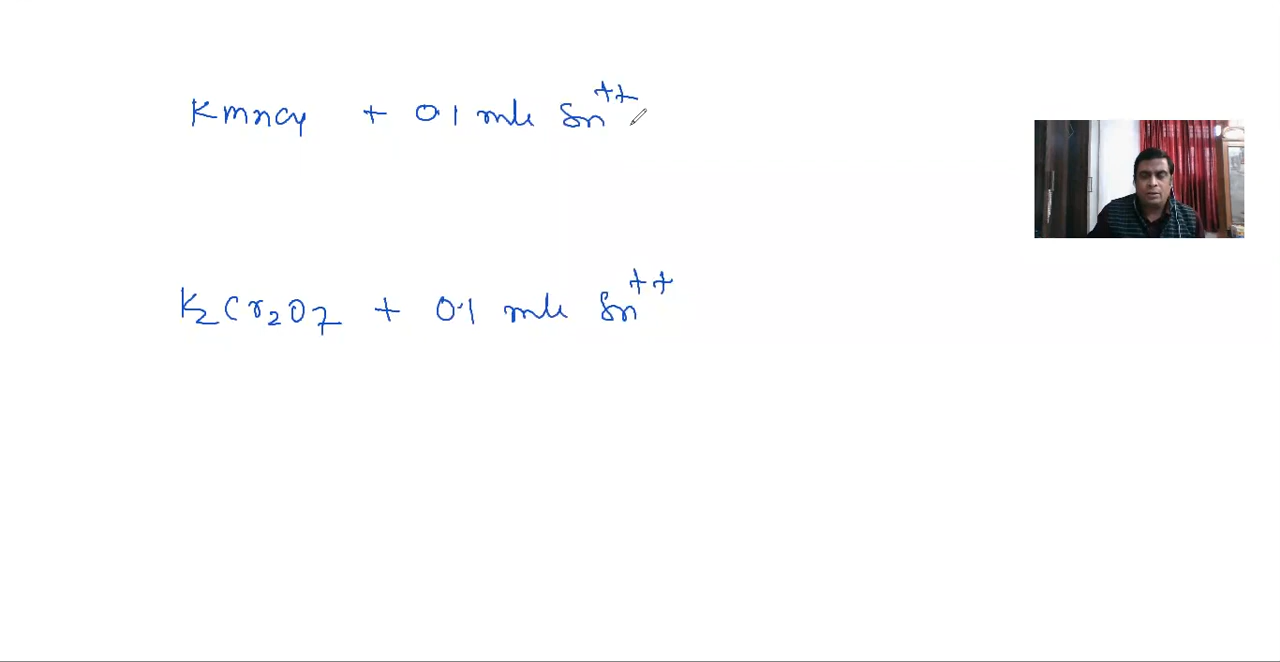 KMnO4 + 0.1 mole Sn++
K2Cr2O7 + 0.1 mole Sn++